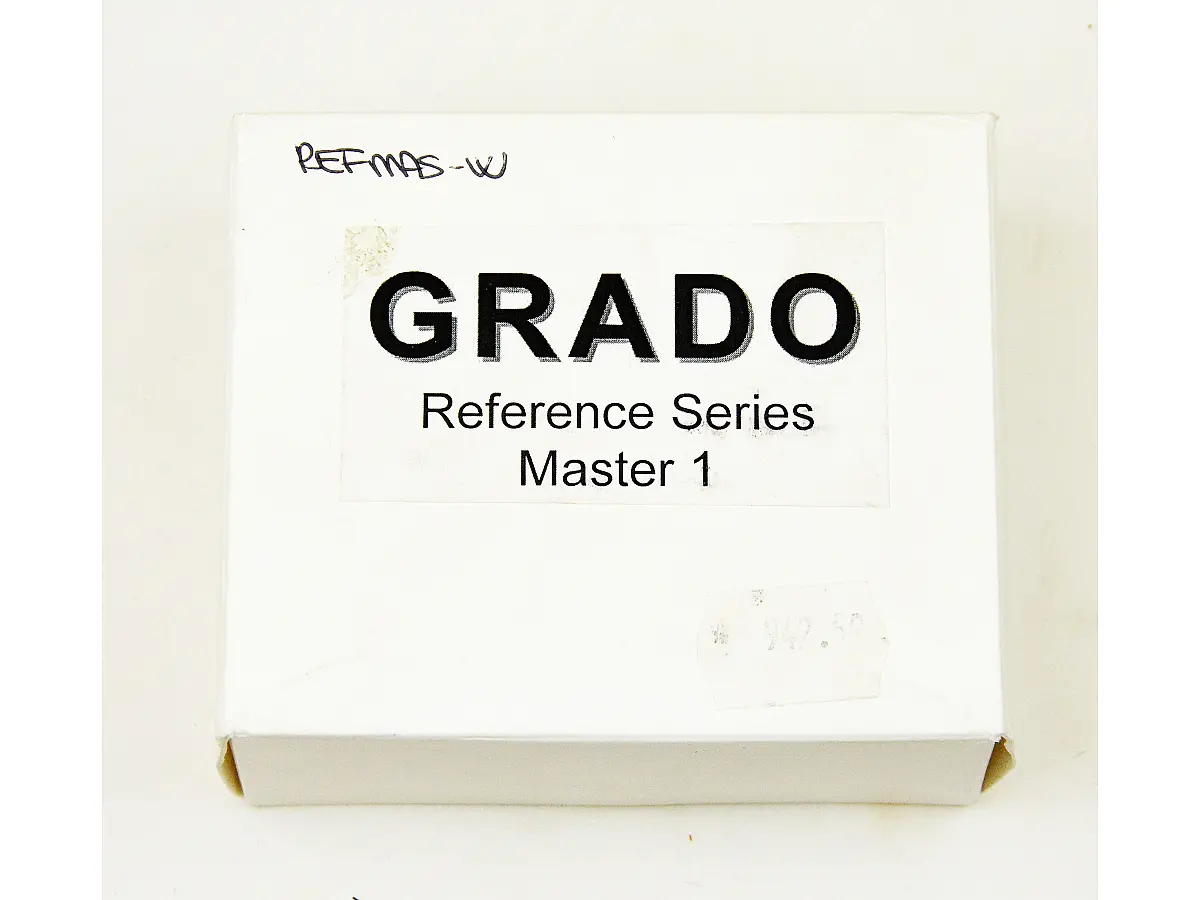 REFMAS-W
GRADO
Reference Series
Master 1